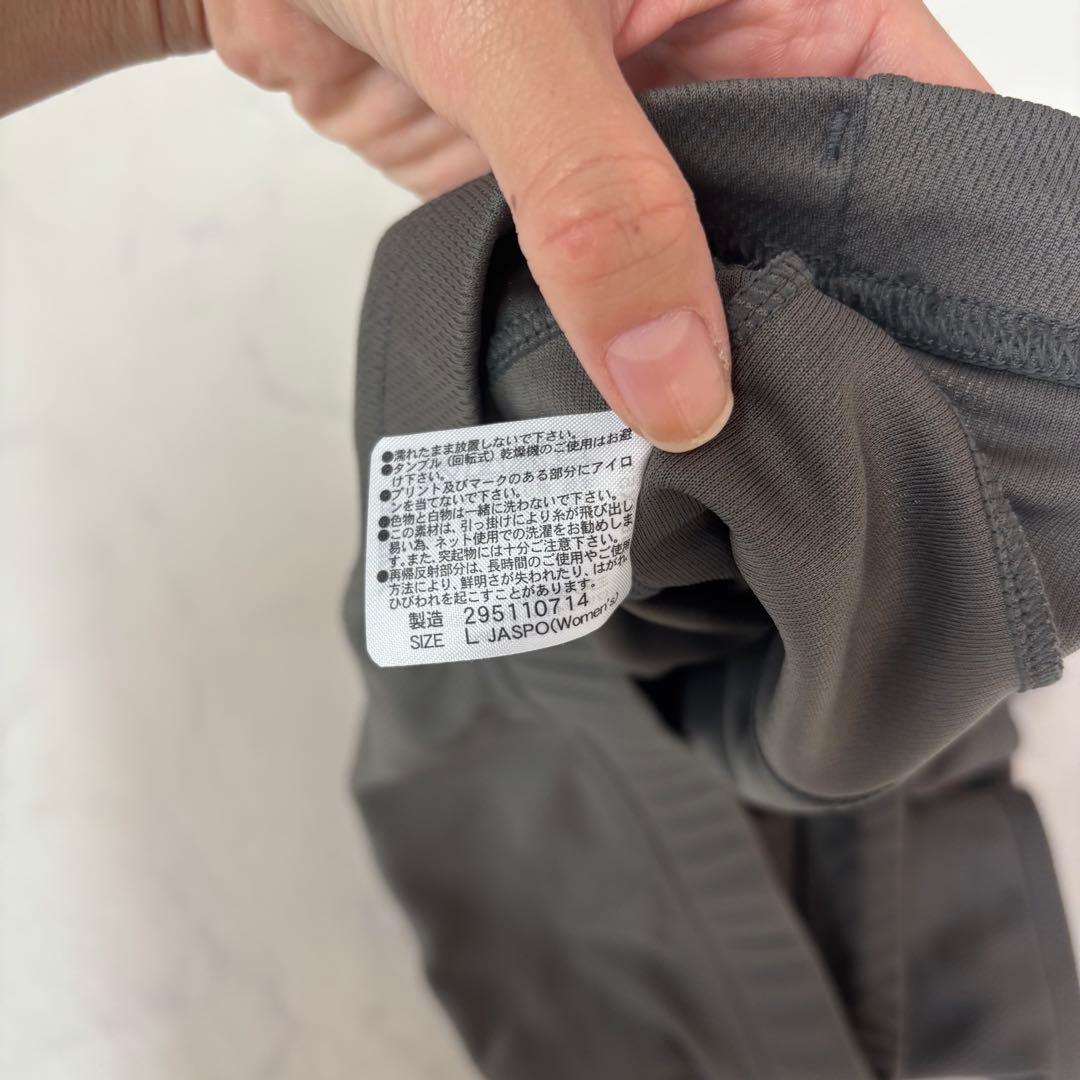 ●濡れたまま放置しないで下さい。
●タンブル（回転式）乾燥機のご使用はお避
け下さい。
●プリント及びマークのある部分にアイロ
ンを当てないで下さい。
●色物と白物は一緒に洗わないで下さい。
●この素材は、引っ掛けにより糸が飛び出し
易い為、ネット使用での洗濯をお勧めしま
す。また、突起物には十分ご注意下さい。
●再帰反射部分は、長時間のご使用やご使用
方法により、鮮明さが失われたり、はがれ、
ひびわれを起こすことがあります。
製造 295110714
SIZE L JASPO(Women's)